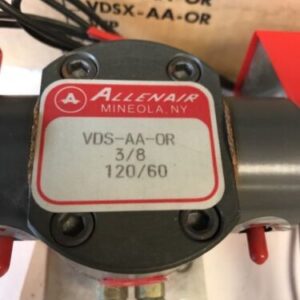 VDSX-AA-OR
A ALLENAIR
MINEOLA, NY
VDS-AA-OR
3/8
120/60